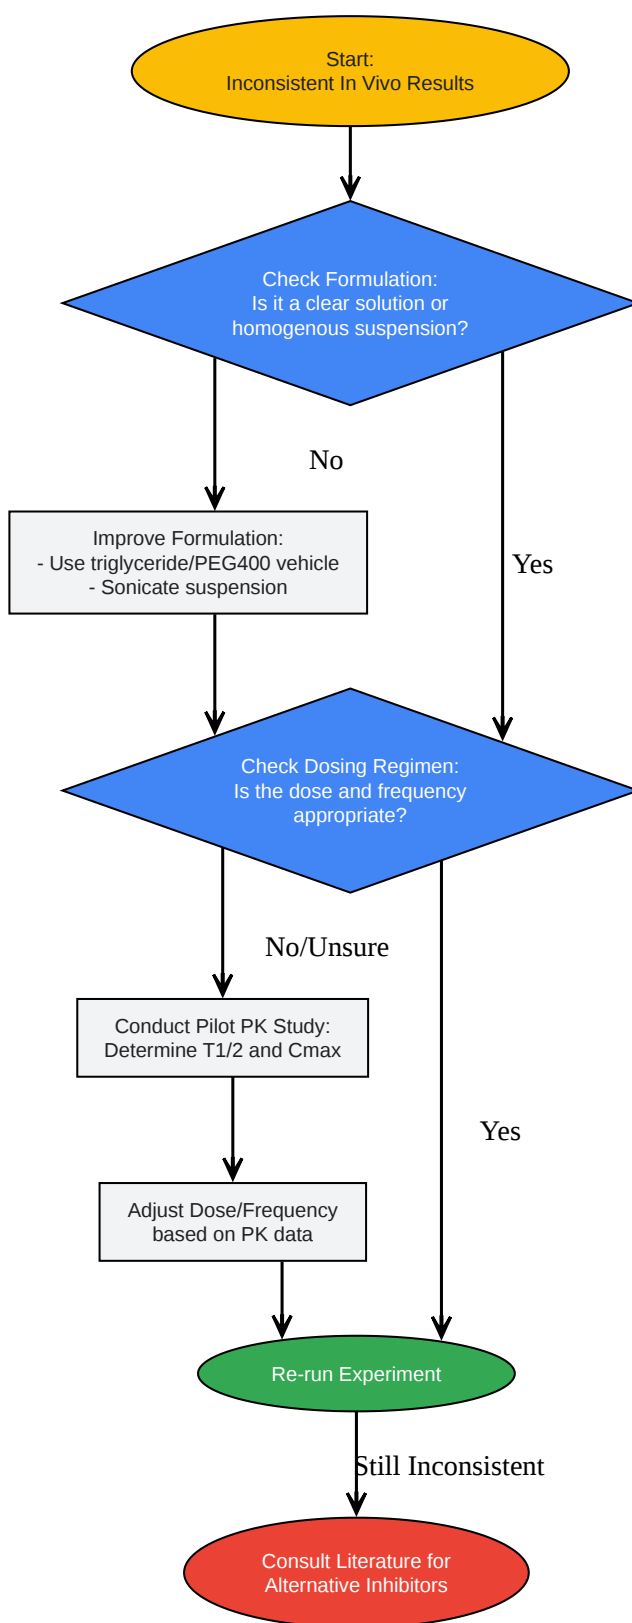 Start:
Inconsistent In Vivo Results
Check Formulation:
Is it a clear solution or
homogenous suspension?
No
Improve Formulation:
- Use triglyceride/PEG400 vehicle
- Sonicate suspension
Yes
Check Dosing Regimen:
Is the dose and frequency
appropriate?
No/Unsure
Conduct Pilot PK Study:
Determine T1/2 and Cmax
Yes
Adjust Dose/Frequency
based on PK data
Re-run Experiment
Still Inconsistent
Consult Literature for
Alternative Inhibitors